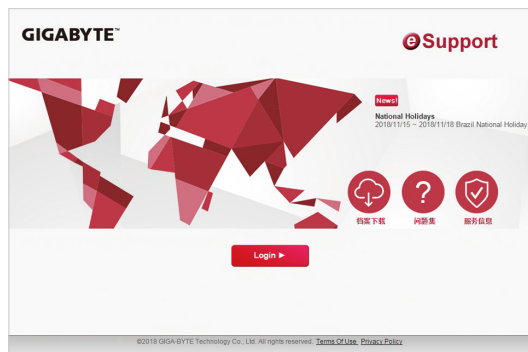 GIGABYTE™
eSupport
News!
National Holidays
2018/11/15 ~ 2018/11/18 Brazil National Holiday
?
档案下载
问题集
服务信息
Login ►
©2018 GIGA-BYTE Technology Co., Ltd. All rights reserved. Terms Of Use Privacy Policy